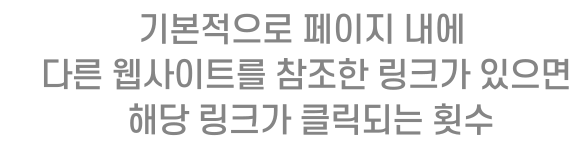 기본적으로 페이지 내에
다른 웹사이트를 참조한 링크가 있으면
해당 링크가 클릭되는 횟수